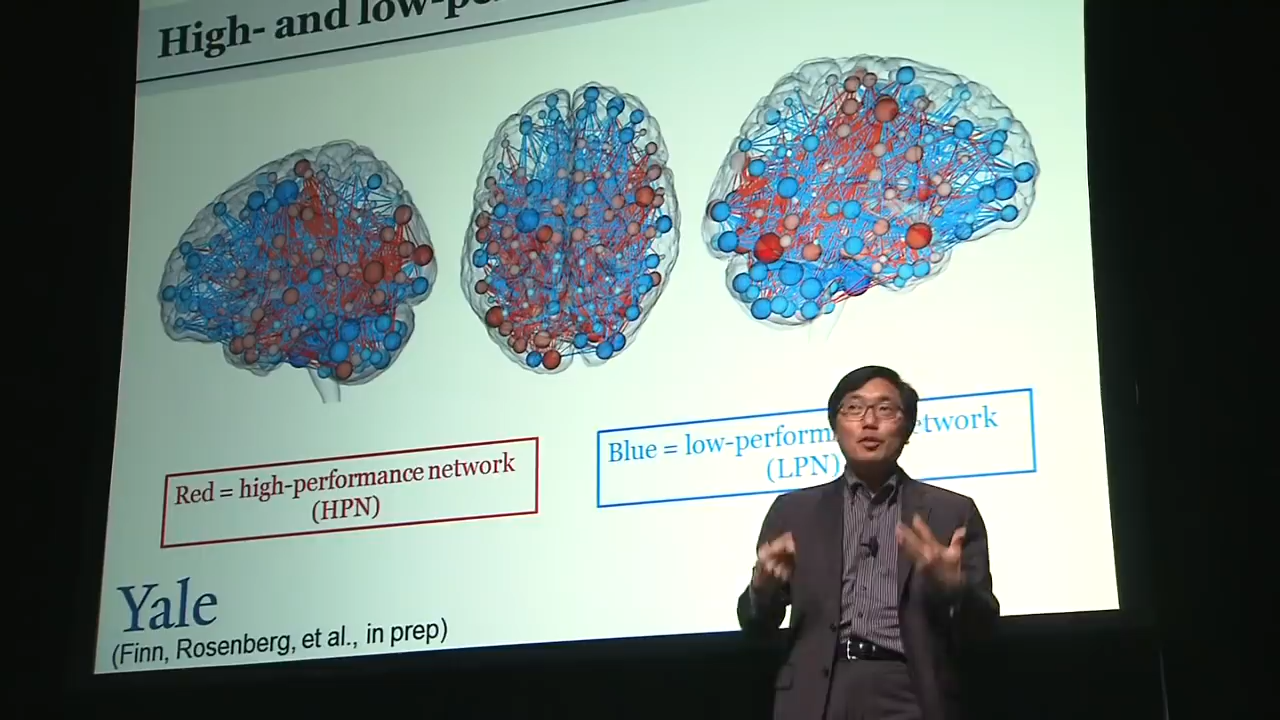 High- and low-pe
Red = high-performance network
(HPN)
Blue = low-perform etwork
(LPN)
Yale
(Finn, Rosenberg, et al., in prep)